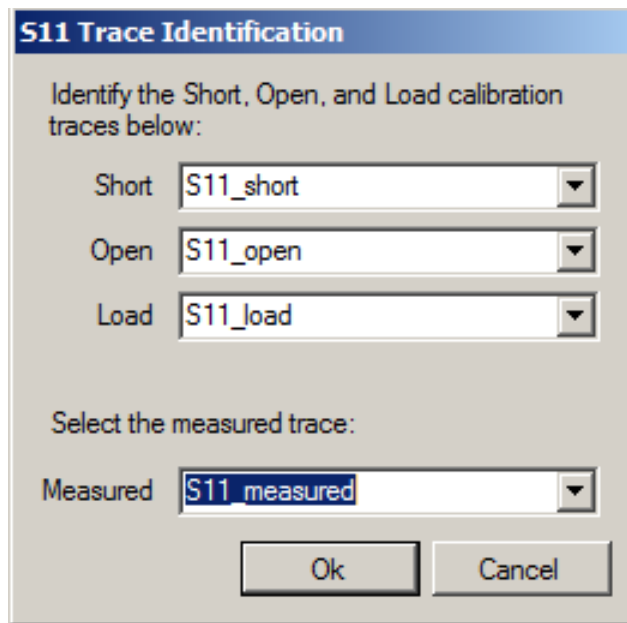 S11 Trace Identification
Identify the Short, Open, and Load calibration
traces below:
Short S11_short
Open S11_open
Load S11_load
Select the measured trace:
Measured S11_measured
Ok Cancel